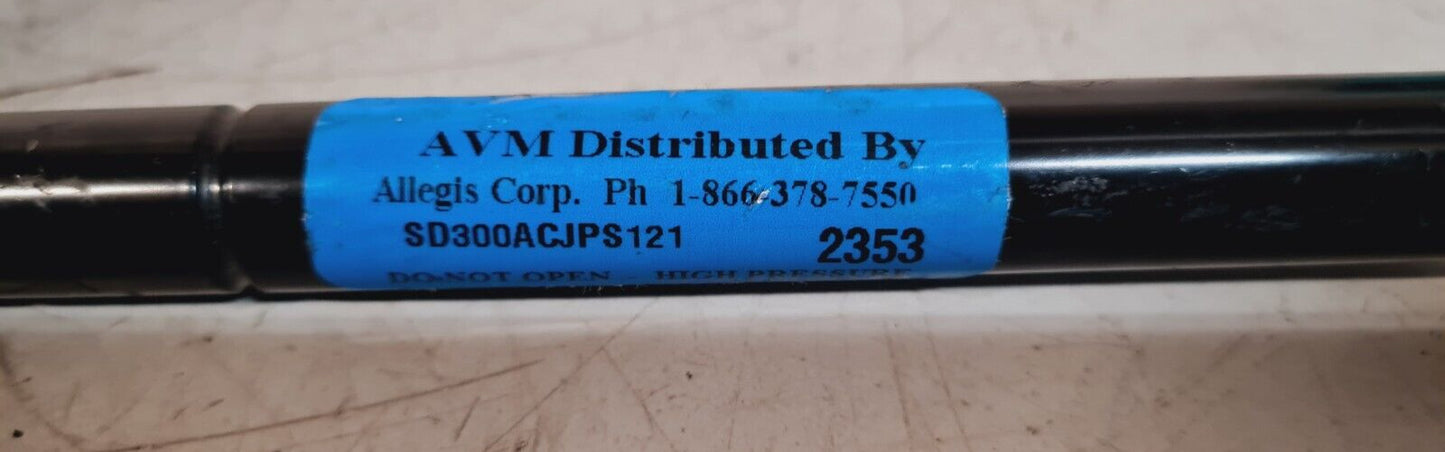 AVM Distributed By
Allegis Corp. Ph 1-866-378-7550
SD300ACJPS121 2353
DO NOT OPEN - HIGH PRESSURE